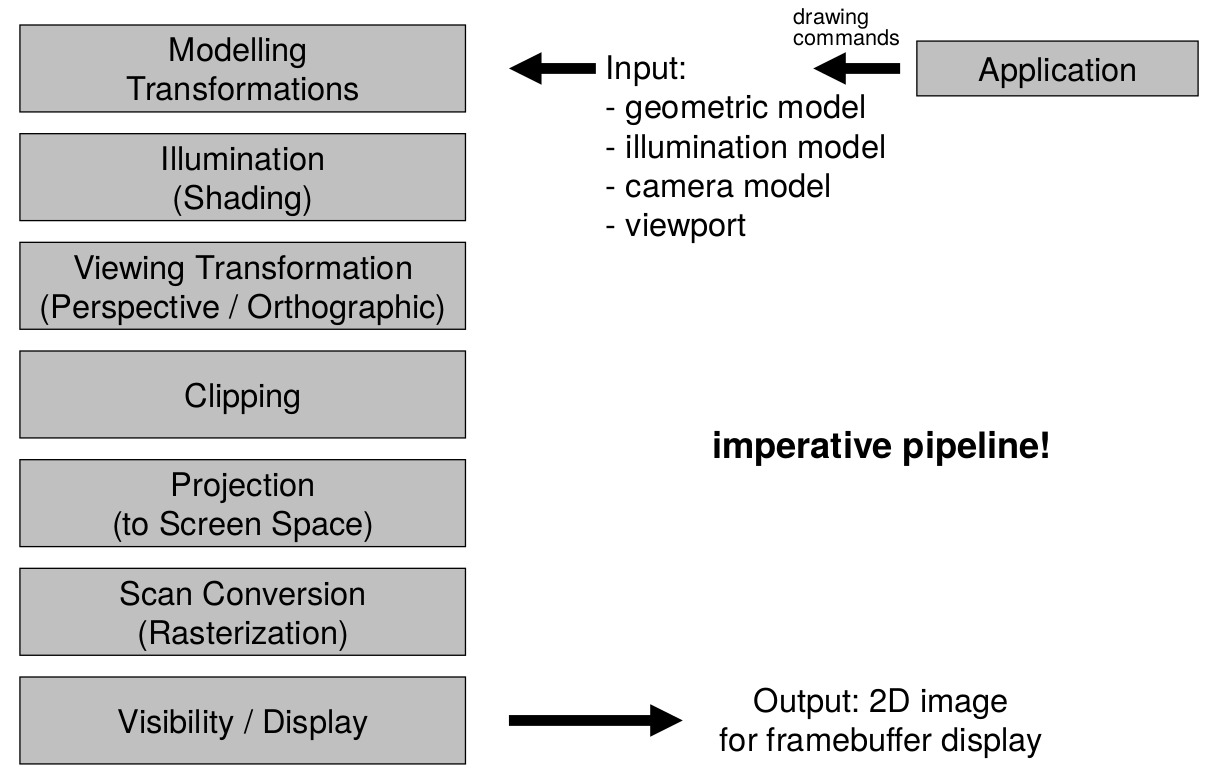 Modelling
Transformations
Illumination
(Shading)
Viewing Transformation
(Perspective / Orthographic)
Clipping
Projection
(to Screen Space)
Scan Conversion
(Rasterization)
Visibility / Display
Input:
- geometric model
- illumination model
- camera model
- viewport
drawing
commands
Application
imperative pipeline!
Output: 2D image
for framebuffer display